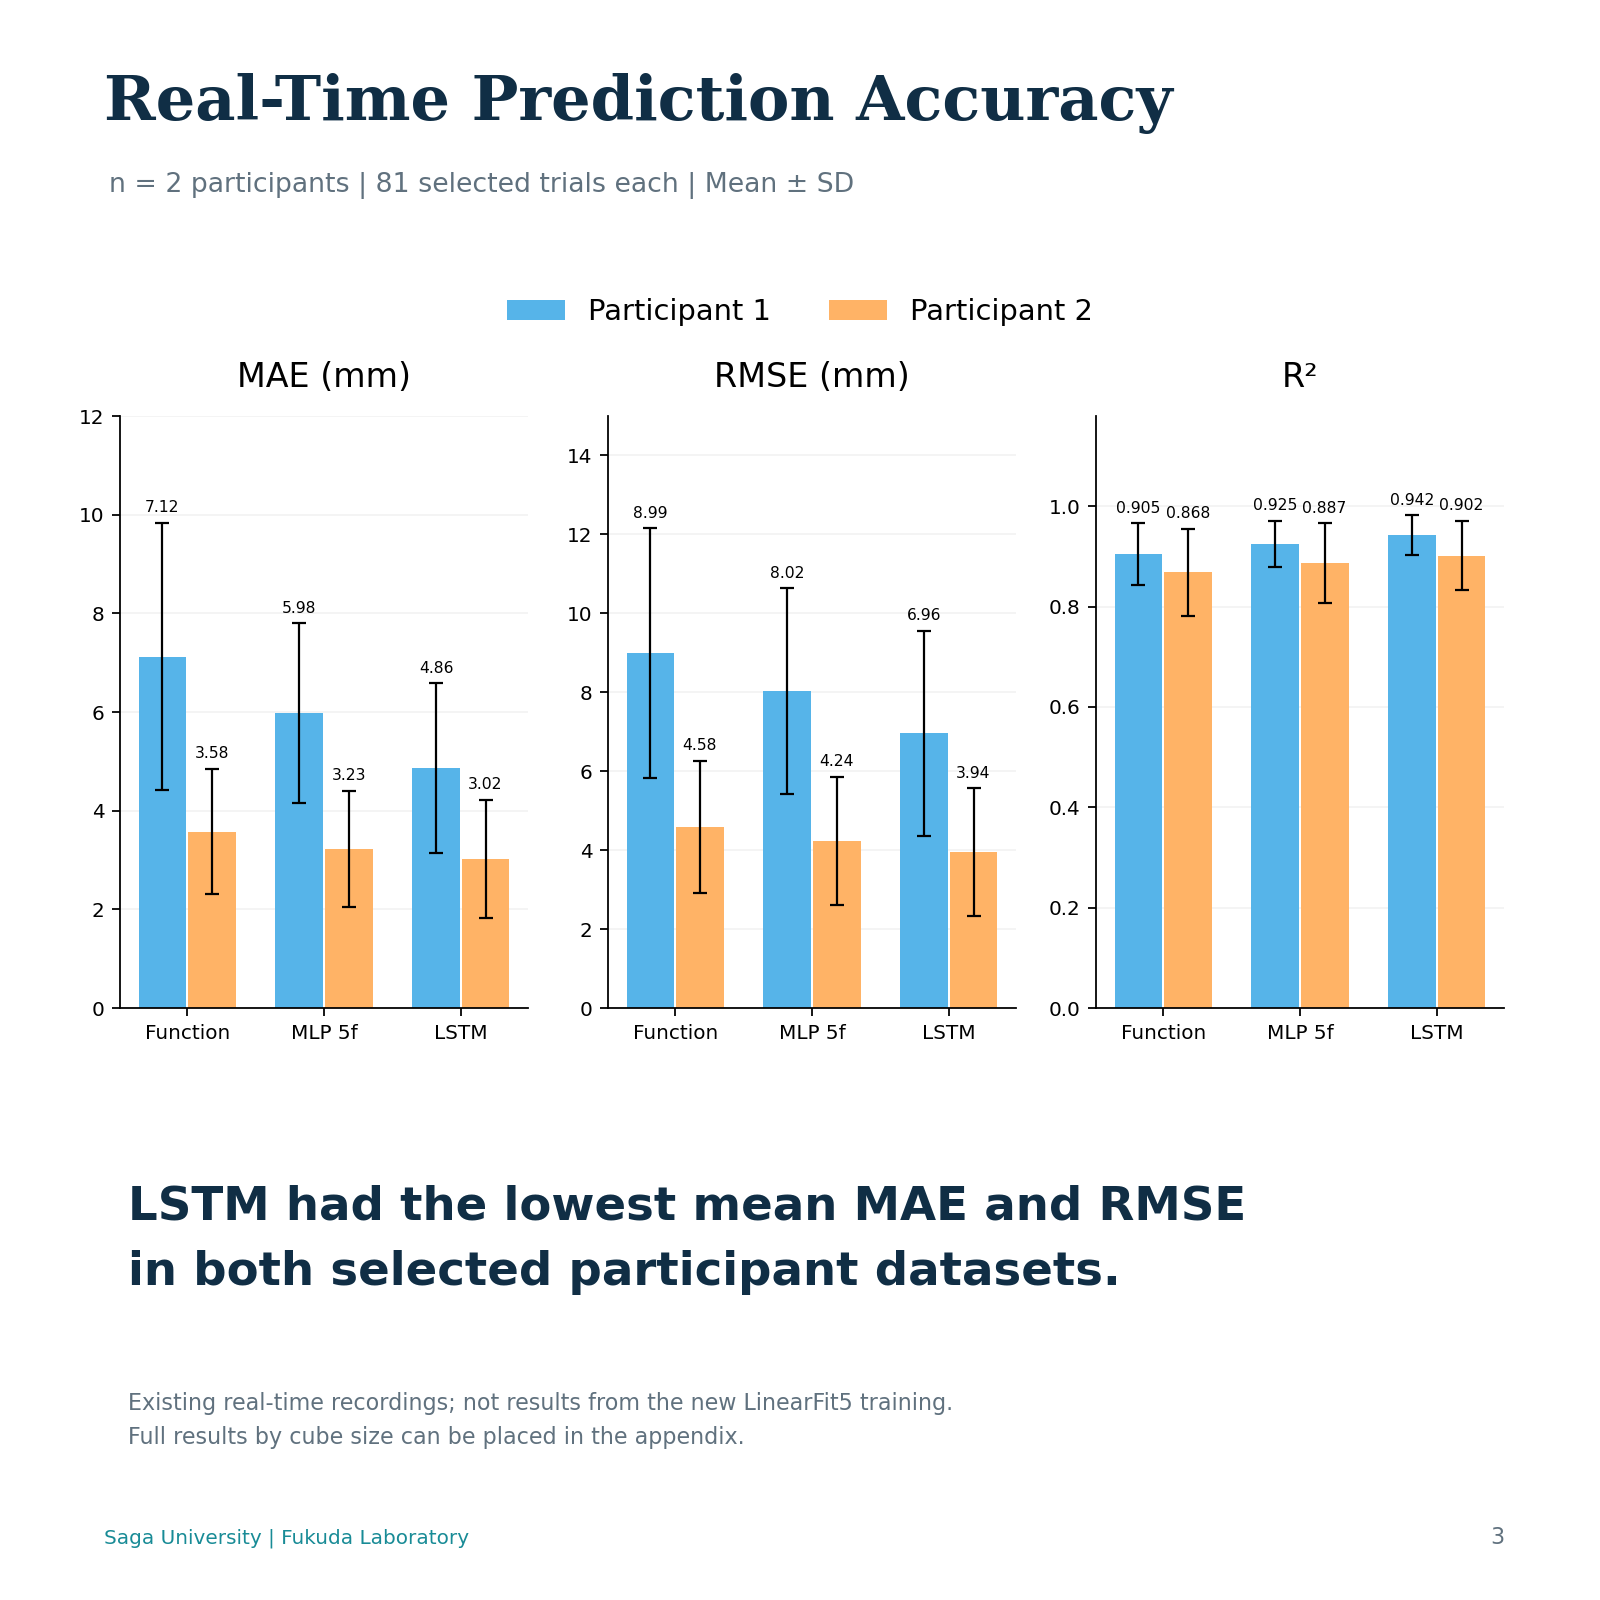 Real-Time Prediction Accuracy
n = 2 participants | 81 selected trials each | Mean ± SD
Participant 1 Participant 2
MAE (mm)
12
10
8
6
4
2
0
7.12
3.58
5.98
3.23
4.86
3.02
Function MLP 5f LSTM
RMSE (mm)
14
12
10
8
6
4
2
0
8.99
4.58
8.02
4.24
6.96
3.94
Function MLP 5f LSTM
R²
1.0
0.8
0.6
0.4
0.2
0.0
0.905
0.868
0.925
0.887
0.942
0.902
Function MLP 5f LSTM
LSTM had the lowest mean MAE and RMSE
in both selected participant datasets.
Existing real-time recordings; not results from the new LinearFit5 training.
Full results by cube size can be placed in the appendix.
Saga University | Fukuda Laboratory
3